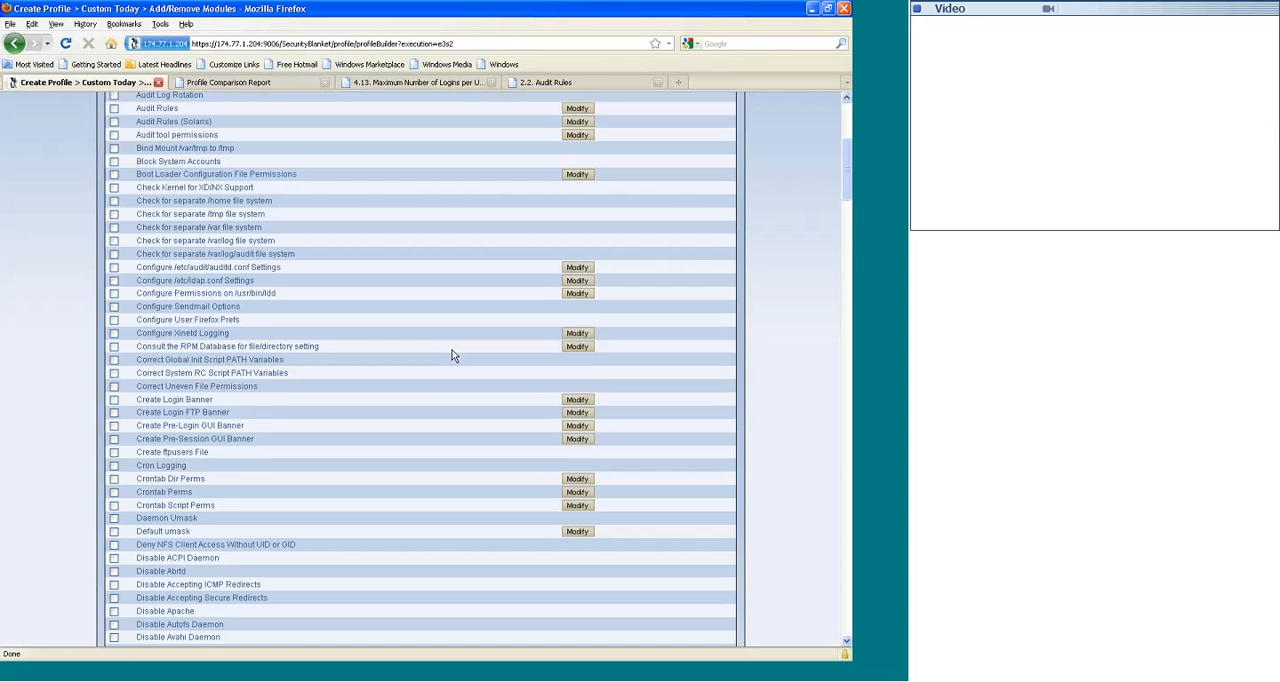 Create Profile > Custom Today > Add/Remove Modules - Mozilla Firefox
Video
File Edit View History Bookmarks Tools Help
174.77.1.204 https://174.77.1.204:9006/SecurityBlanket/profile/profileBuilder?execution=e3s2
Google
Most Visited Getting Started Latest Headlines Customize Links Free Hotmail Windows Marketplace Windows Media Windows
Create Profile > Custom Today >... Profile Comparison Report 4.13. Maximum Number of Logins per U... 2.2. Audit Rules
Audit Log Rotation
Audit Rules Modify
Audit Rules (Solaris) Modify
Audit tool permissions Modify
Bind Mount /var/tmp to /tmp
Block System Accounts
Boot Loader Configuration File Permissions Modify
Check Kernel for XD/NX Support
Check for separate /home file system
Check for separate /tmp file system
Check for separate /var file system
Check for separate /var/log file system
Check for separate /var/log/audit file system
Configure /etc/audit/auditd.conf Settings Modify
Configure /etc/ldap.conf Settings Modify
Configure Permissions on /usr/bin/ldd Modify
Configure Sendmail Options
Configure User Firefox Prefs
Configure Xinetd Logging Modify
Consult the RPM Database for file/directory setting Modify
Correct Global Init Script PATH Variables
Correct System RC Script PATH Variables
Correct Uneven File Permissions
Create Login Banner Modify
Create Login FTP Banner Modify
Create Pre-Login GUI Banner Modify
Create Pre-Session GUI Banner Modify
Create ftpusers File
Cron Logging
Crontab Dir Perms Modify
Crontab Perms Modify
Crontab Script Perms Modify
Daemon Umask
Default umask Modify
Deny NFS Client Access Without UID or GID
Disable ACPI Daemon
Disable Abrtd
Disable Accepting ICMP Redirects
Disable Accepting Secure Redirects
Disable Apache
Disable Autofs Daemon
Disable Avahi Daemon
Done